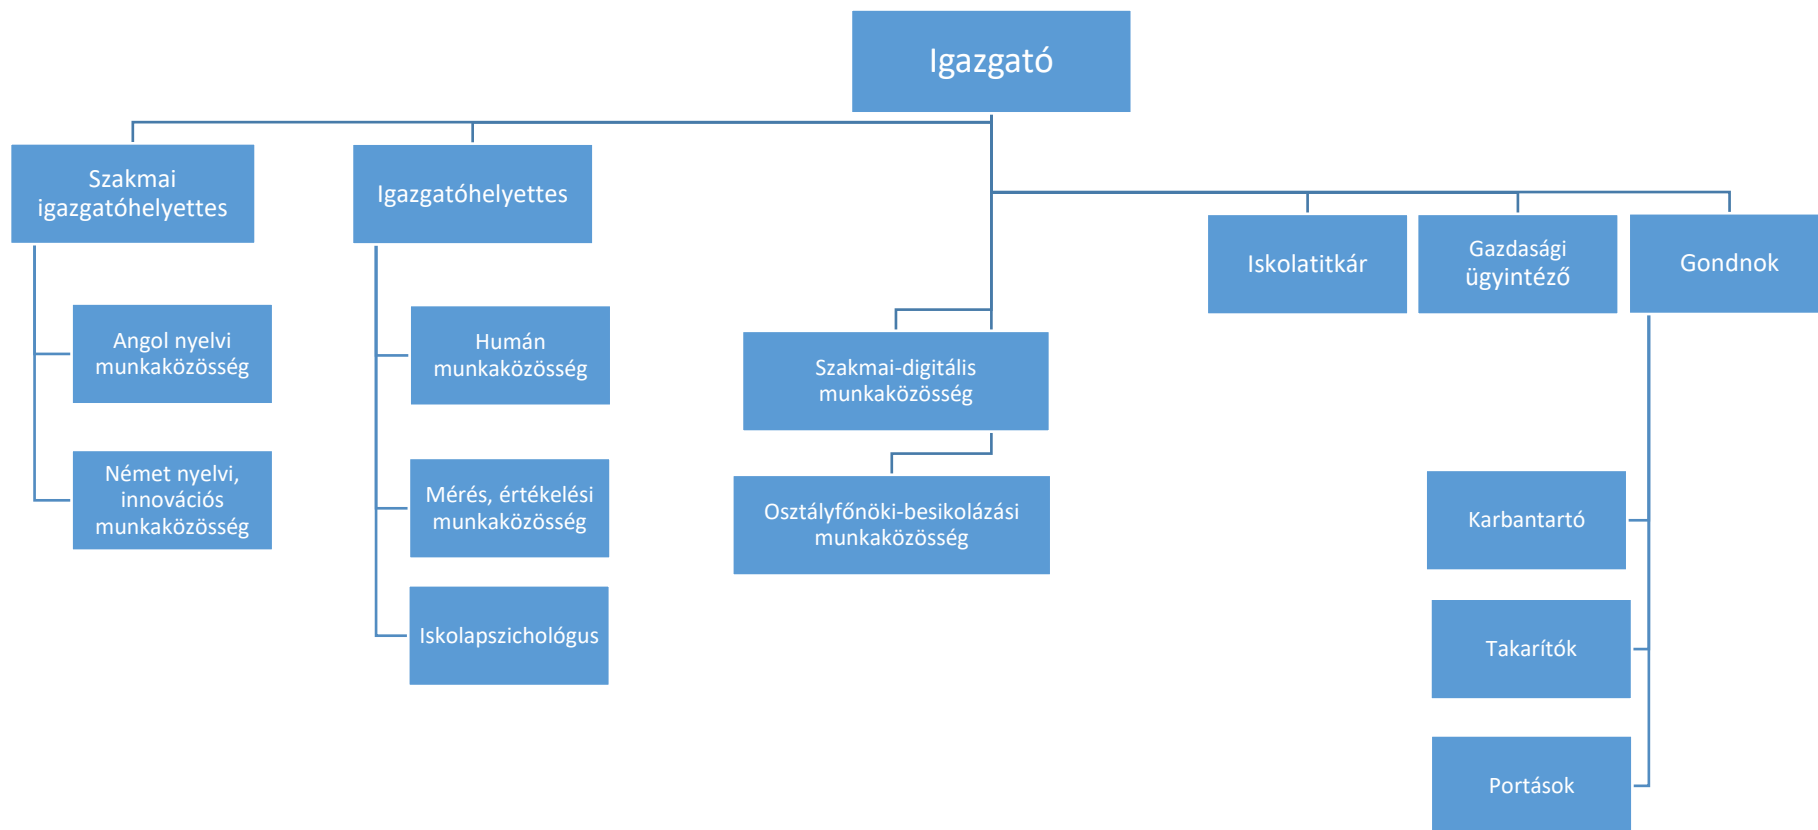 Igazgató
Szakmai
igazgatóhelyettes
Igazgatóhelyettes
Iskolatitkár
Gazdasági
ügyintéző
Gondnok
Angol nyelvi
munkaközösség
Humán
munkaközösség
Szakmai-digitális
munkaközösség
Német nyelvi,
innovációs
munkaközösség
Mérés, értékelési
munkaközösség
Osztályfőnöki-besikolázási
munkaközösség
Karbantartó
Iskolapszichológus
Takarítók
Portások